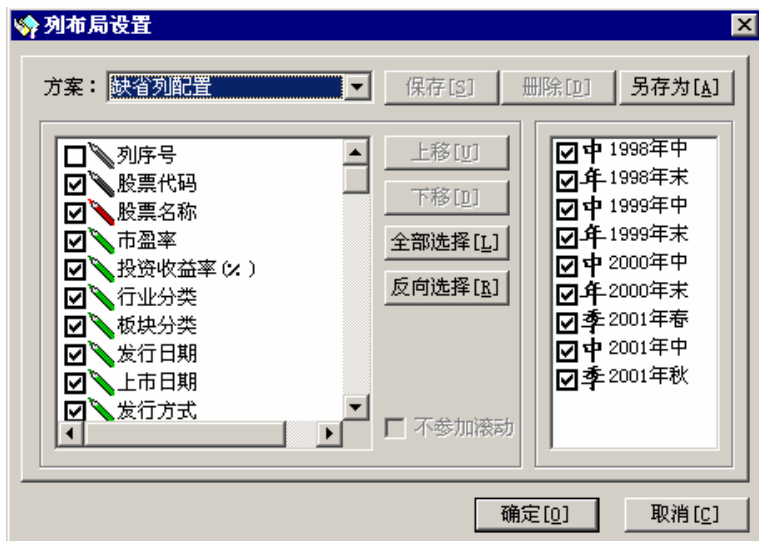 列布局设置
方案： 缺省列配置 保存[S] 删除[D] 另存为[A]
列序号
股票代码
股票名称
市盈率
投资收益率(%)
行业分类
板块分类
发行日期
上市日期
发行方式
上移[U]
下移[D]
全部选择[L]
反向选择[R]
不参加滚动
中 1998年中
年 1998年末
中 1999年中
年 1999年末
中 2000年中
年 2000年末
季 2001年春
中 2001年中
季 2001年秋
确定[O] 取消[C]